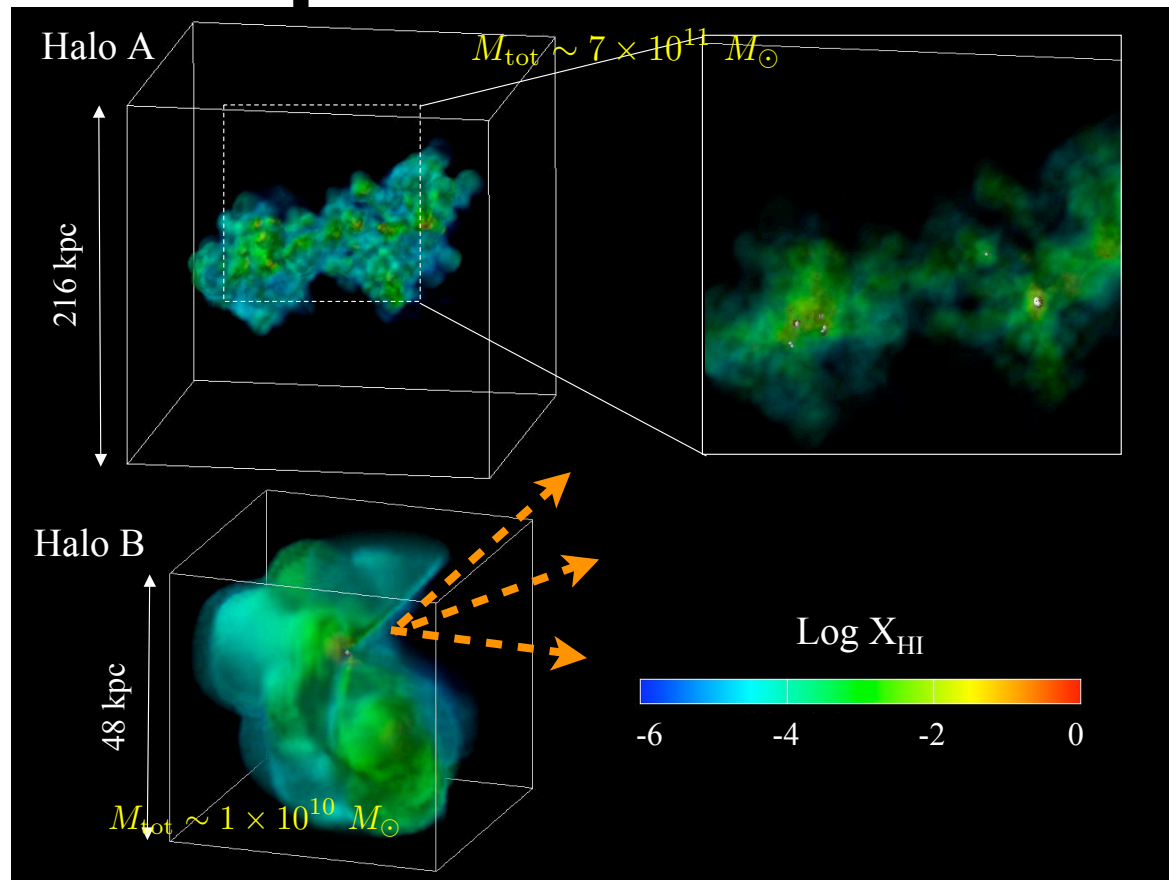 Halo A
M_tot ~ 7 × 10^11 M_⊙
216 kpc
Halo B
48 kpc
M_tot ~ 1 × 10^10 M_⊙
Log X_HI
-6 -4 -2 0